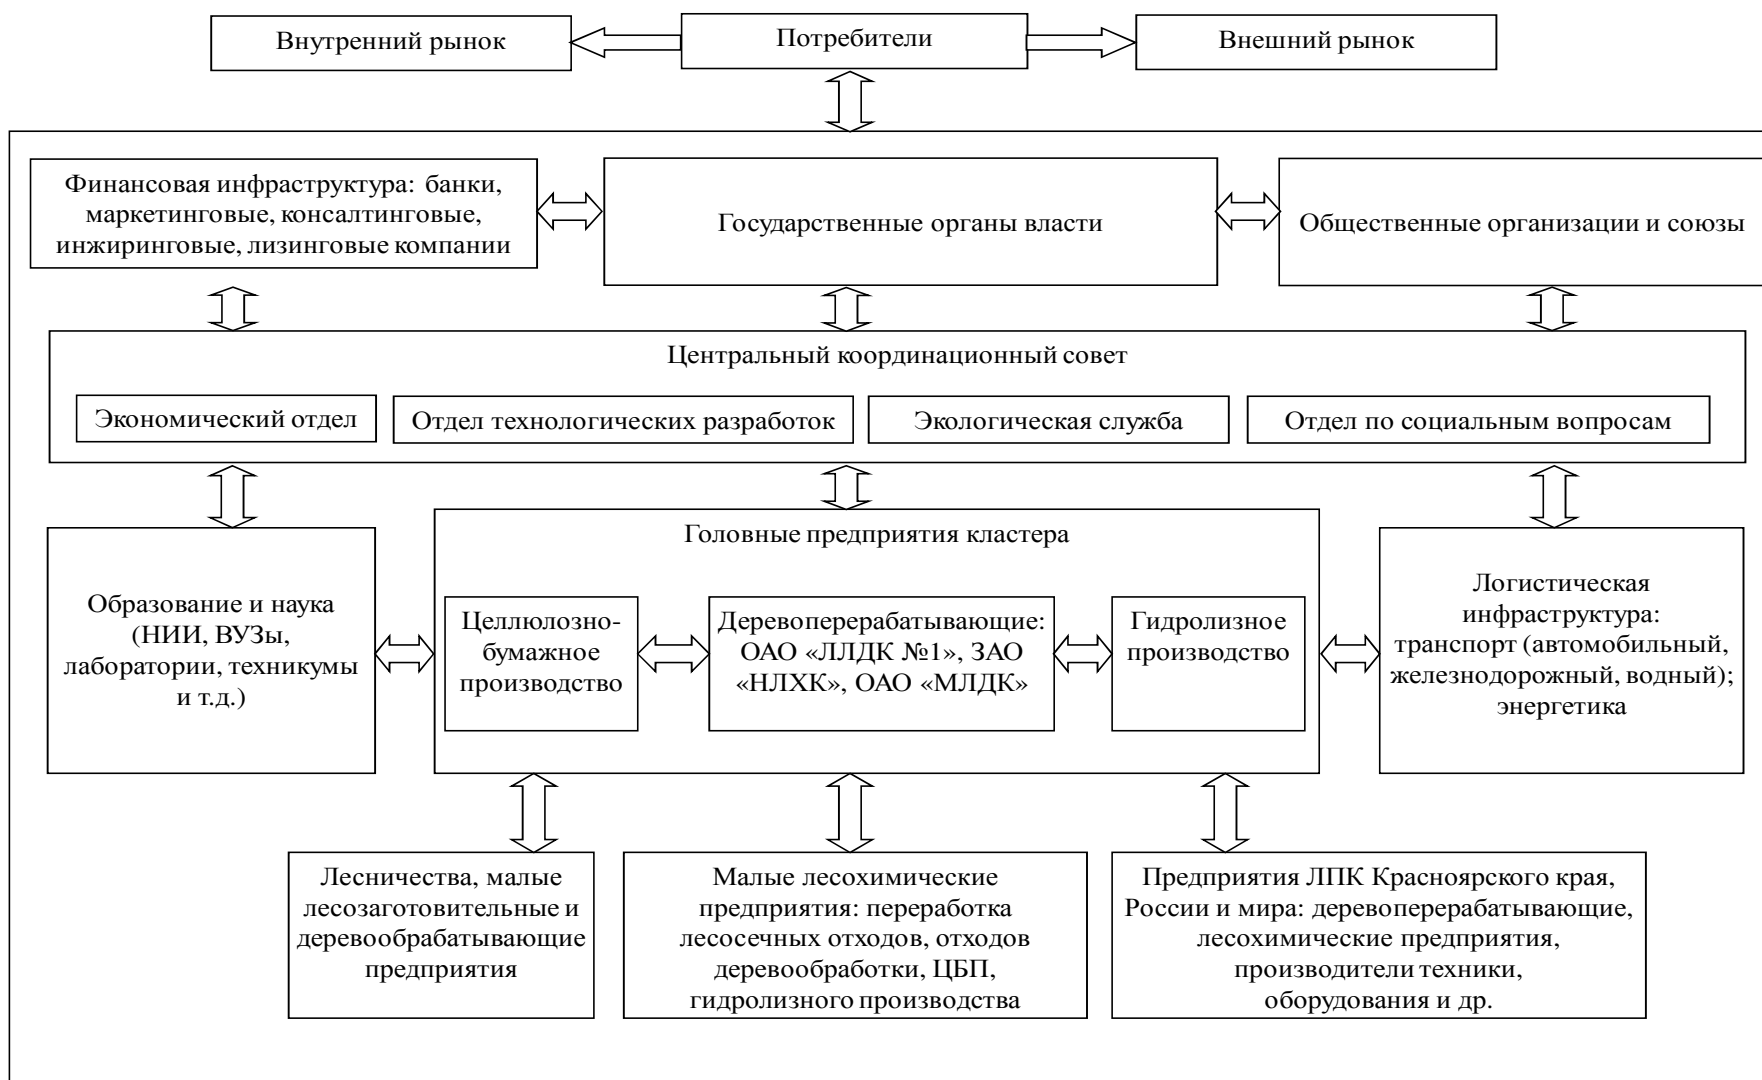 Внутренний рынок
Потребители
Внешний рынок
Финансовая инфраструктура: банки,
маркетинговые, консалтинговые,
инжиринговые, лизинговые компании
Государственные органы власти
Общественные организации и союзы
Центральный координационный совет
Экономический отдел
Отдел технологических разработок
Экологическая служба
Отдел по социальным вопросам
Головные предприятия кластера
Образование и наука
(НИИ, ВУЗы,
лаборатории, техникумы
и т.д.)
Целлюлозно-
бумажное
производство
Деревоперерабатывающие:
ОАО «ЛЛДК №1», ЗАО
«НЛХК», ОАО «МЛДК»
Гидролизное
производство
Логистическая
инфраструктура:
транспорт (автомобильный,
железнодорожный, водный);
энергетика
Лесничества, малые
лесозаготовительные и
деревообрабатывающие
предприятия
Малые лесохимические
предприятия: переработка
лесосечных отходов, отходов
деревообработки, ЦБП,
гидролизного производства
Предприятия ЛПК Красноярского края,
России и мира: деревоперерабатывающие,
лесохимические предприятия,
производители техники,
оборудования и др.